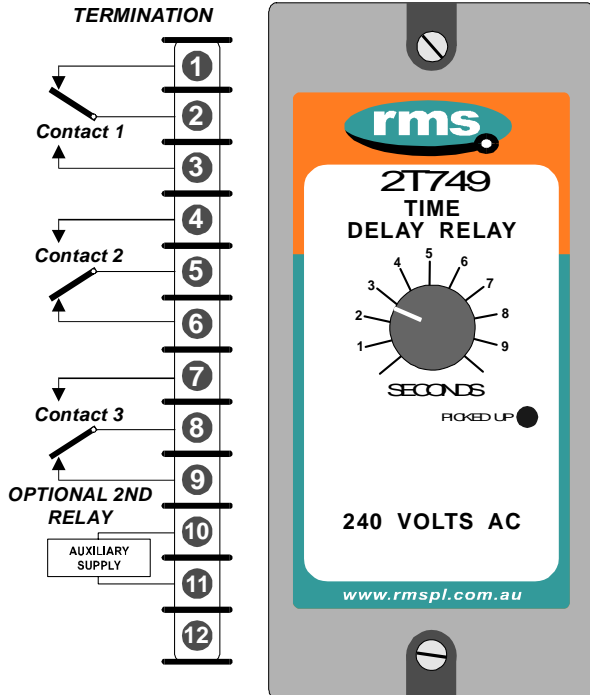 TERMINATION
1
2
Contact 1
3
4
Contact 2
5
6
7
Contact 3
8
9
OPTIONAL 2ND
RELAY
10
AUXILIARY
SUPPLY
11
12
rms
2T749
TIME
DELAY RELAY
1
2
3
4
5
6
7
8
9
SECONDS
PICKED UP
240 VOLTS AC
www.rmspl.com.au